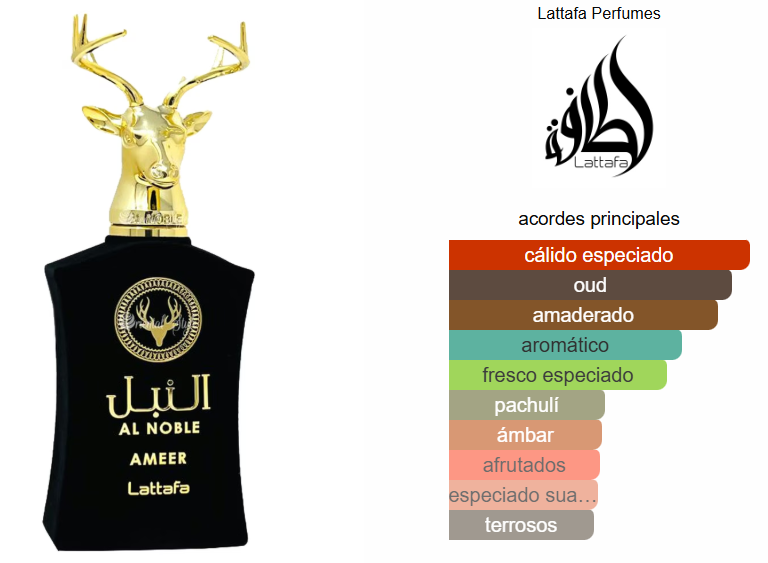 AL NOBLE
النبل
AL NOBLE
AMEER
Lattafa
Lattafa Perfumes
لطافة
Lattafa
acordes principales
cálido especiado
oud
amaderado
aromático
fresco especiado
pachulí
ámbar
afrutados
especiado sua…
terrosos